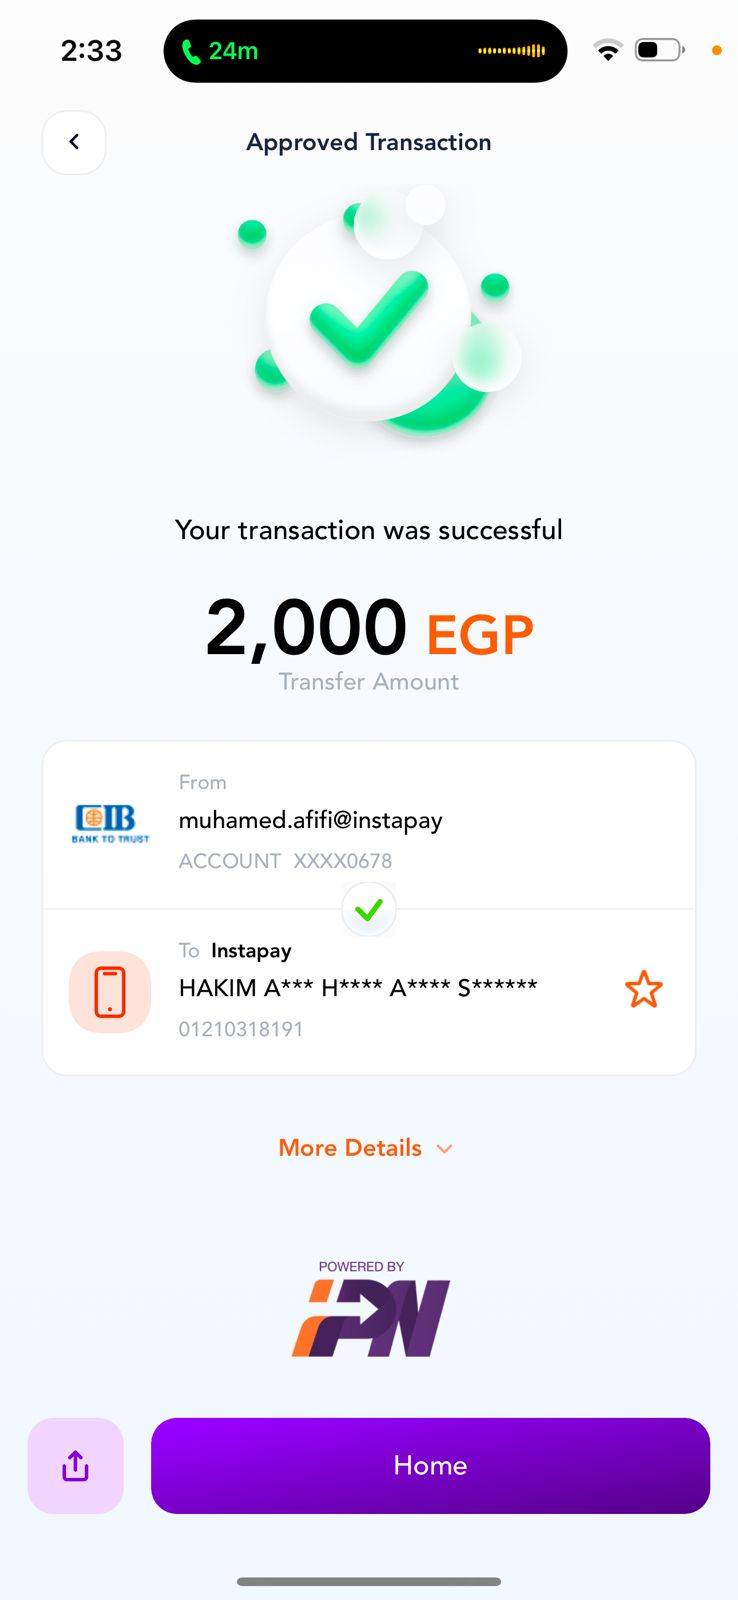 2:33
24m
Approved Transaction
Your transaction was successful
2,000 EGP
Transfer Amount
From
CIB
BANK TO TRUST
muhamed.afifi@instapay
ACCOUNT XXXX0678
To Instapay
HAKIM A*** H**** A**** S******
01210318191
More Details
POWERED BY
iPN
Home